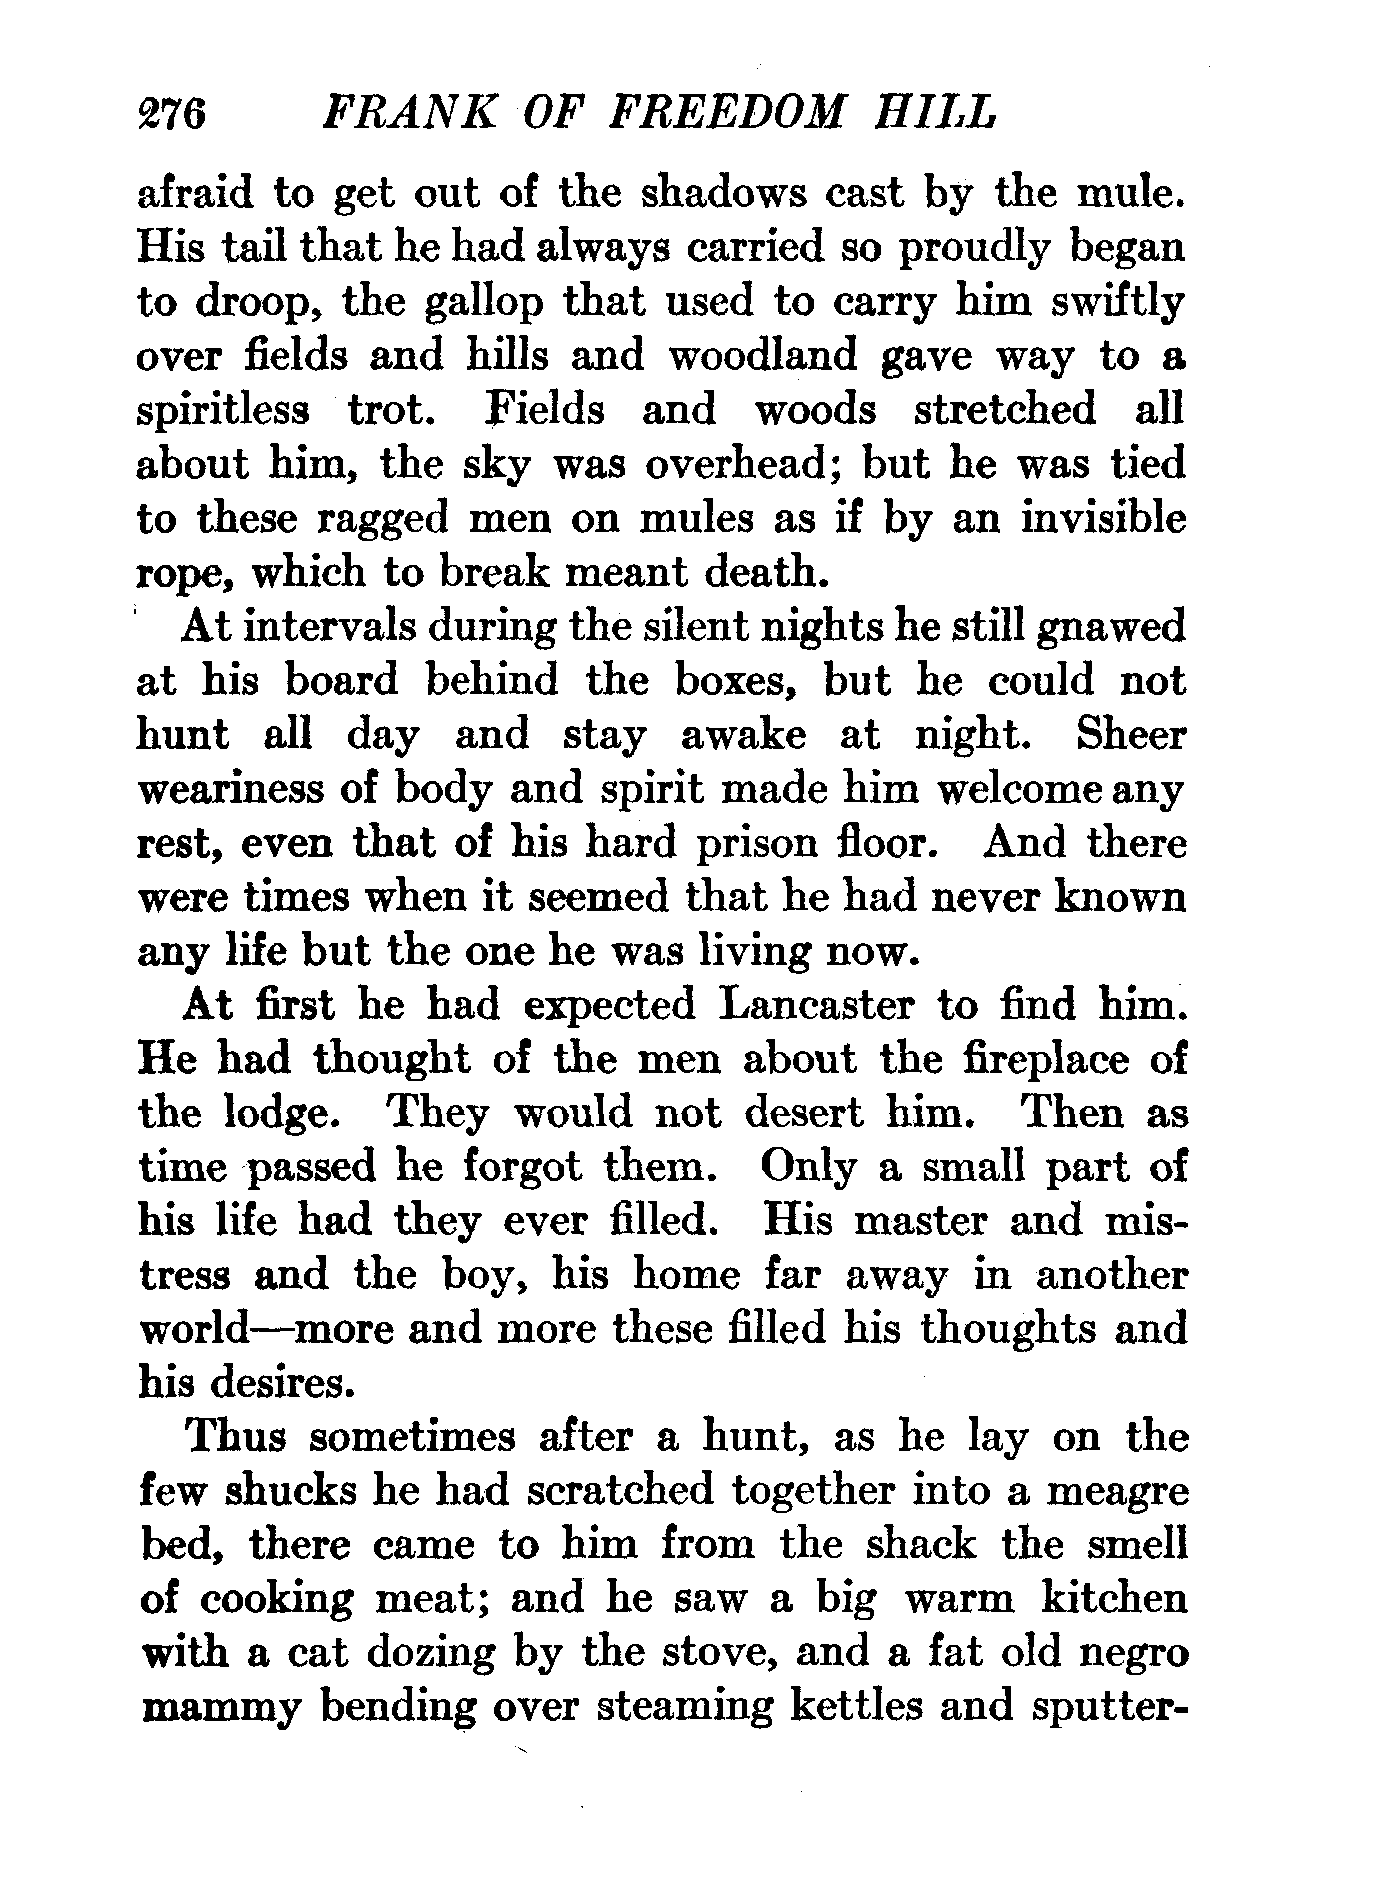 276 FRANK OF FREEDOM HILL
afraid to get out of the shadows cast by the mule.
His tail that he had always carried so proudly began
to droop, the gallop that used to carry him swiftly
over fields and hills and woodland gave way to a
spiritless trot. Fields and woods stretched all
about him, the sky was overhead; but he was tied
to these ragged men on mules as if by an invisible
rope, which to break meant death.
At intervals during the silent nights he still gnawed
at his board behind the boxes, but he could not
hunt all day and stay awake at night. Sheer
weariness of body and spirit made him welcome any
rest, even that of his hard prison floor. And there
were times when it seemed that he had never known
any life but the one he was living now.
At first he had expected Lancaster to find him.
He had thought of the men about the fireplace of
the lodge. They would not desert him. Then as
time passed he forgot them. Only a small part of
his life had they ever filled. His master and mis-
tress and the boy, his home far away in another
world—more and more these filled his thoughts and
his desires.
Thus sometimes after a hunt, as he lay on the
few shucks he had scratched together into a meagre
bed, there came to him from the shack the smell
of cooking meat; and he saw a big warm kitchen
with a cat dozing by the stove, and a fat old negro
mammy bending over steaming kettles and sputter-